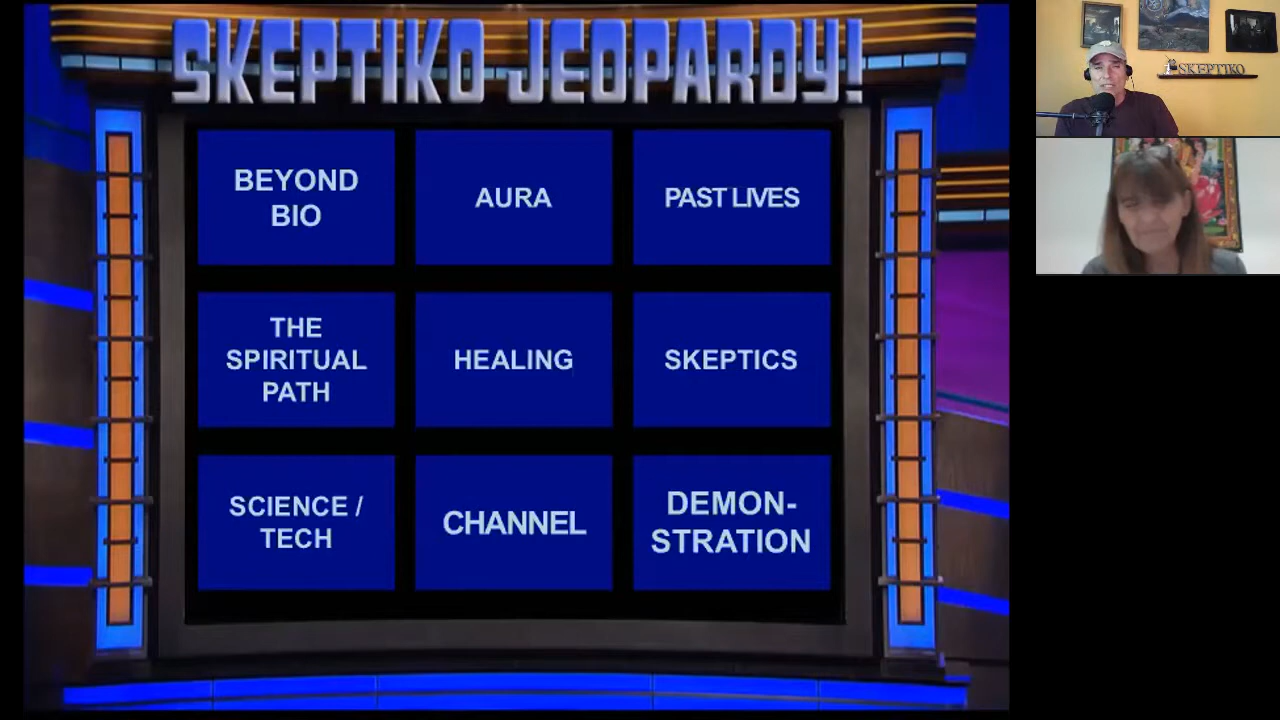 SKEPTIKO JEOPARDY!
BEYOND
BIO
AURA
PAST LIVES
THE
SPIRITUAL
PATH
HEALING
SKEPTICS
SCIENCE /
TECH
CHANNEL
DEMON-
STRATION
SKEPTIKO